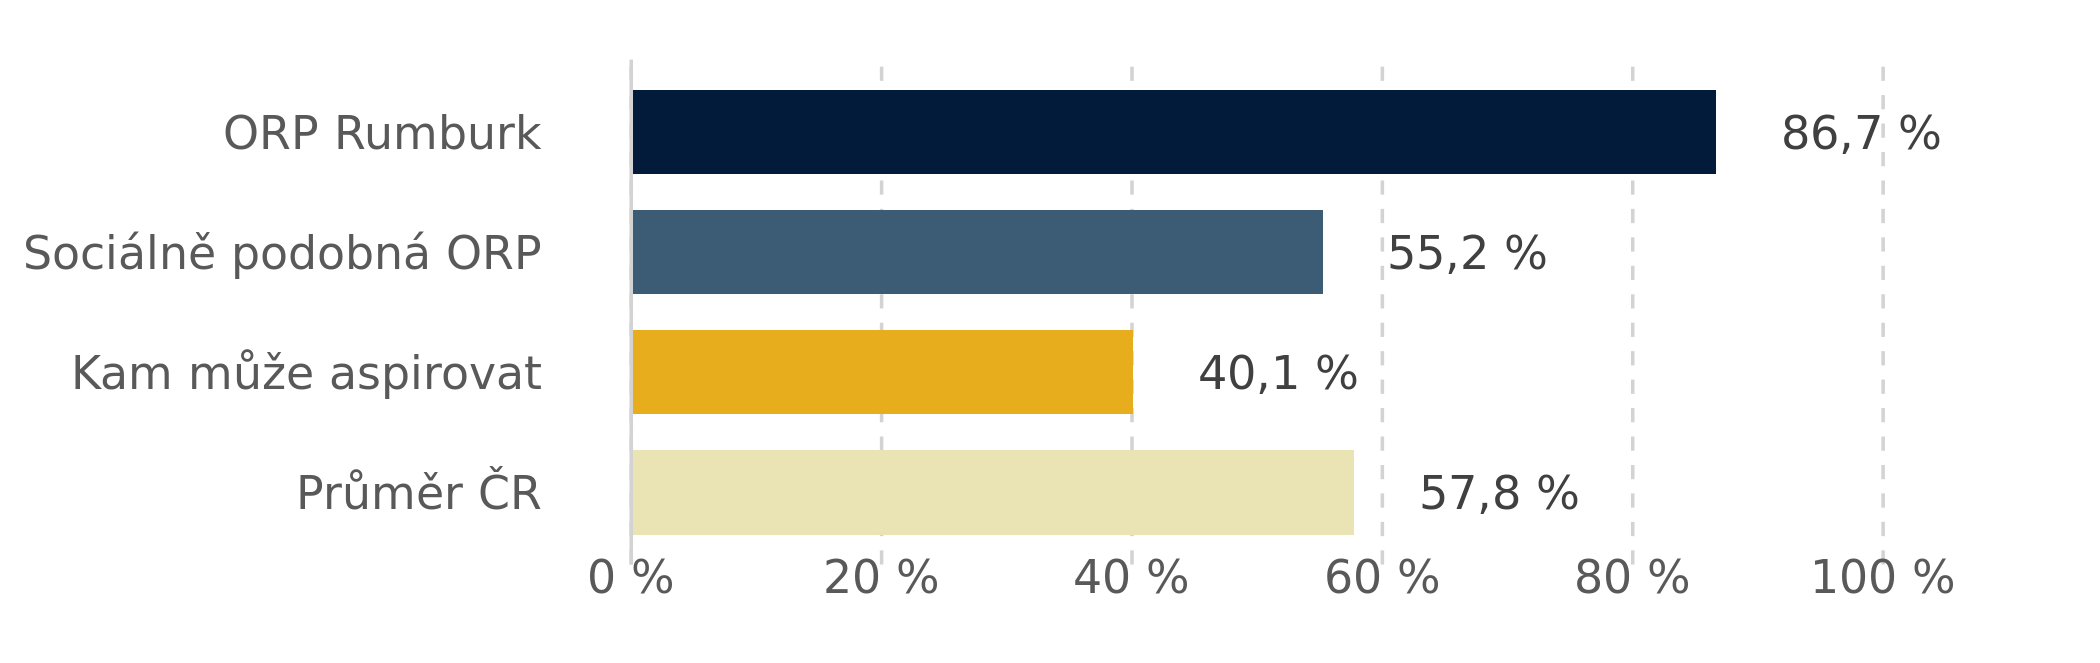 ORP Rumburk 86,7 %
Sociálně podobná ORP 55,2 %
Kam může aspirovat 40,1 %
Průměr ČR 57,8 %
0 % 20 % 40 % 60 % 80 % 100 %